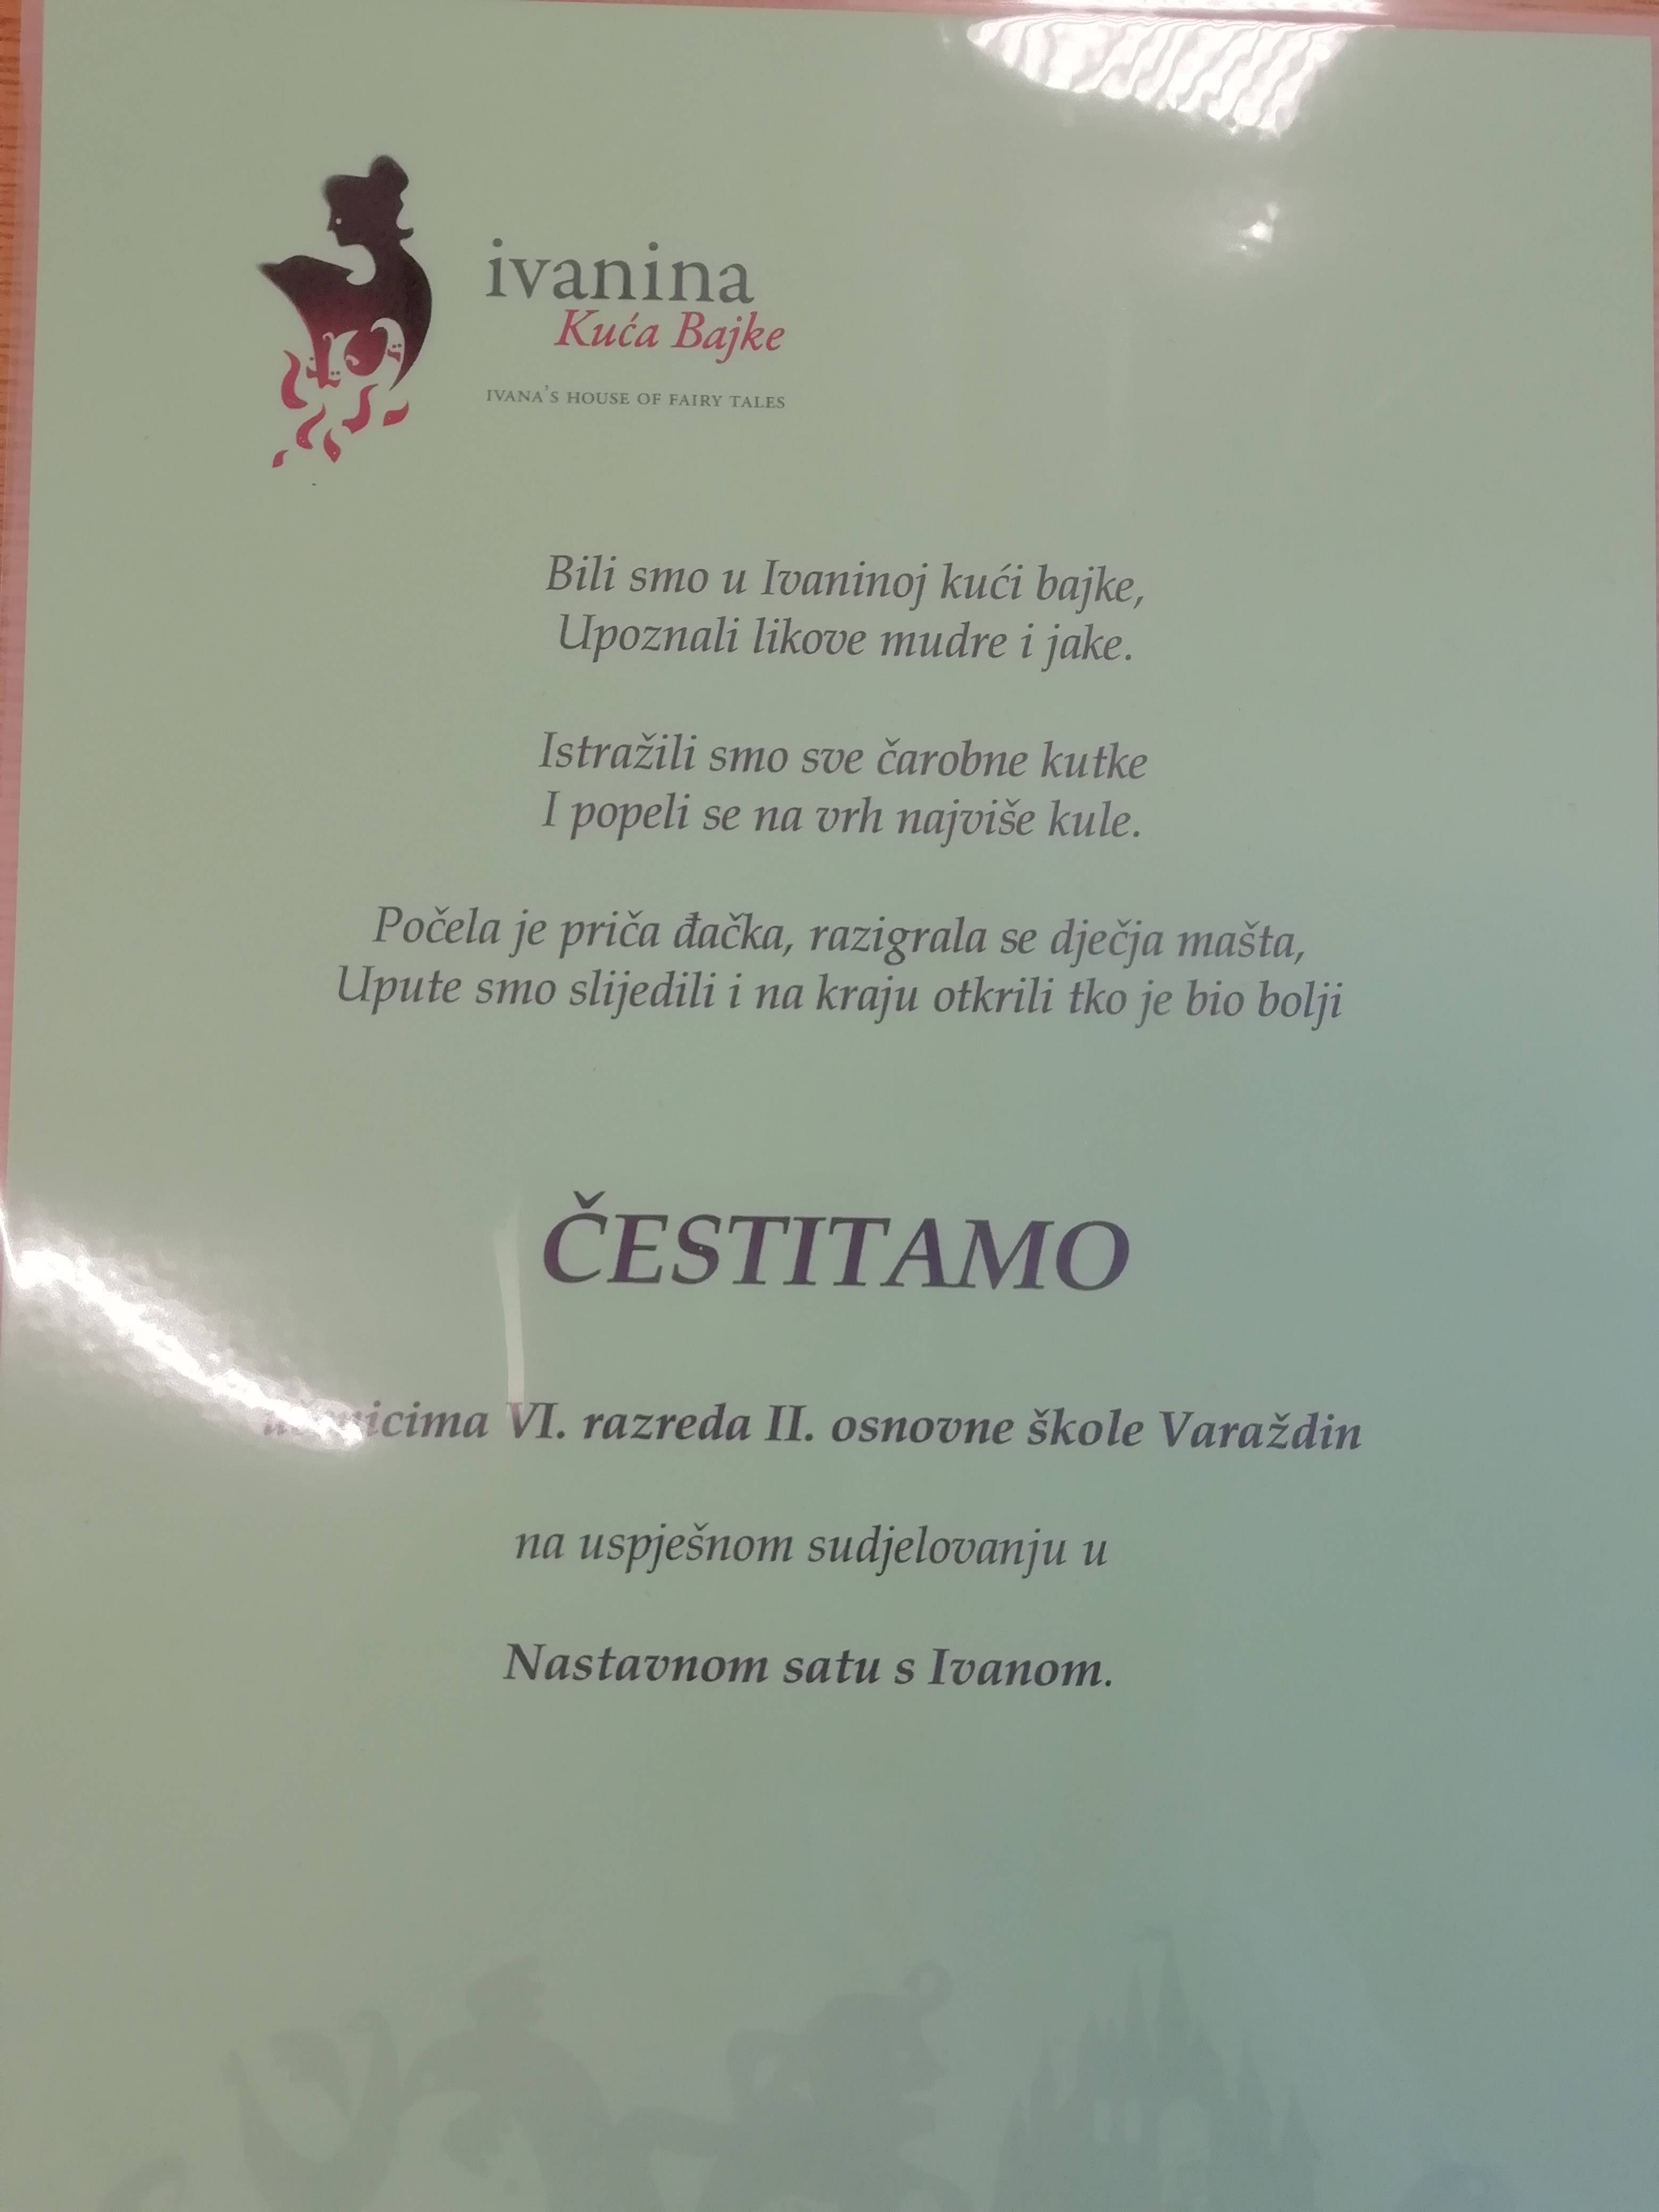 ivanina
Kuća Bajke
IVANA'S HOUSE OF FAIRY TALES
Bili smo u Ivaninoj kući bajke,
Upoznali likove mudre i jake.
Istražili smo sve čarobne kutke
I popeli se na vrh najviše kule.
Počela je priča đačka, razigrala se dječja mašta,
Upute smo slijedili i na kraju otkrili tko je bio bolji
ČESTITAMO
VI. razreda II. osnovne škole Varaždin
na uspješnom sudjelovanju u
Nastavnom satu s Ivanom.